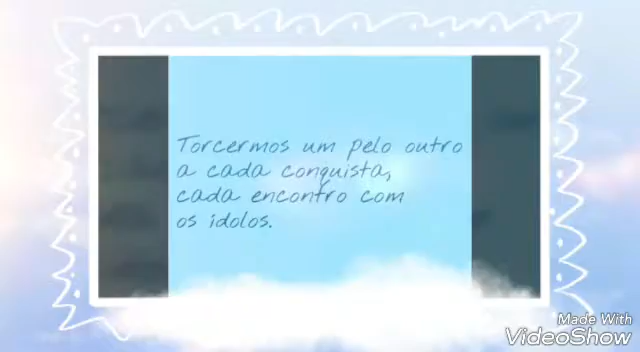 Torcermos um pelo outro
a cada conquista,
cada encontro com
os idolos.
Made With
VideoShow